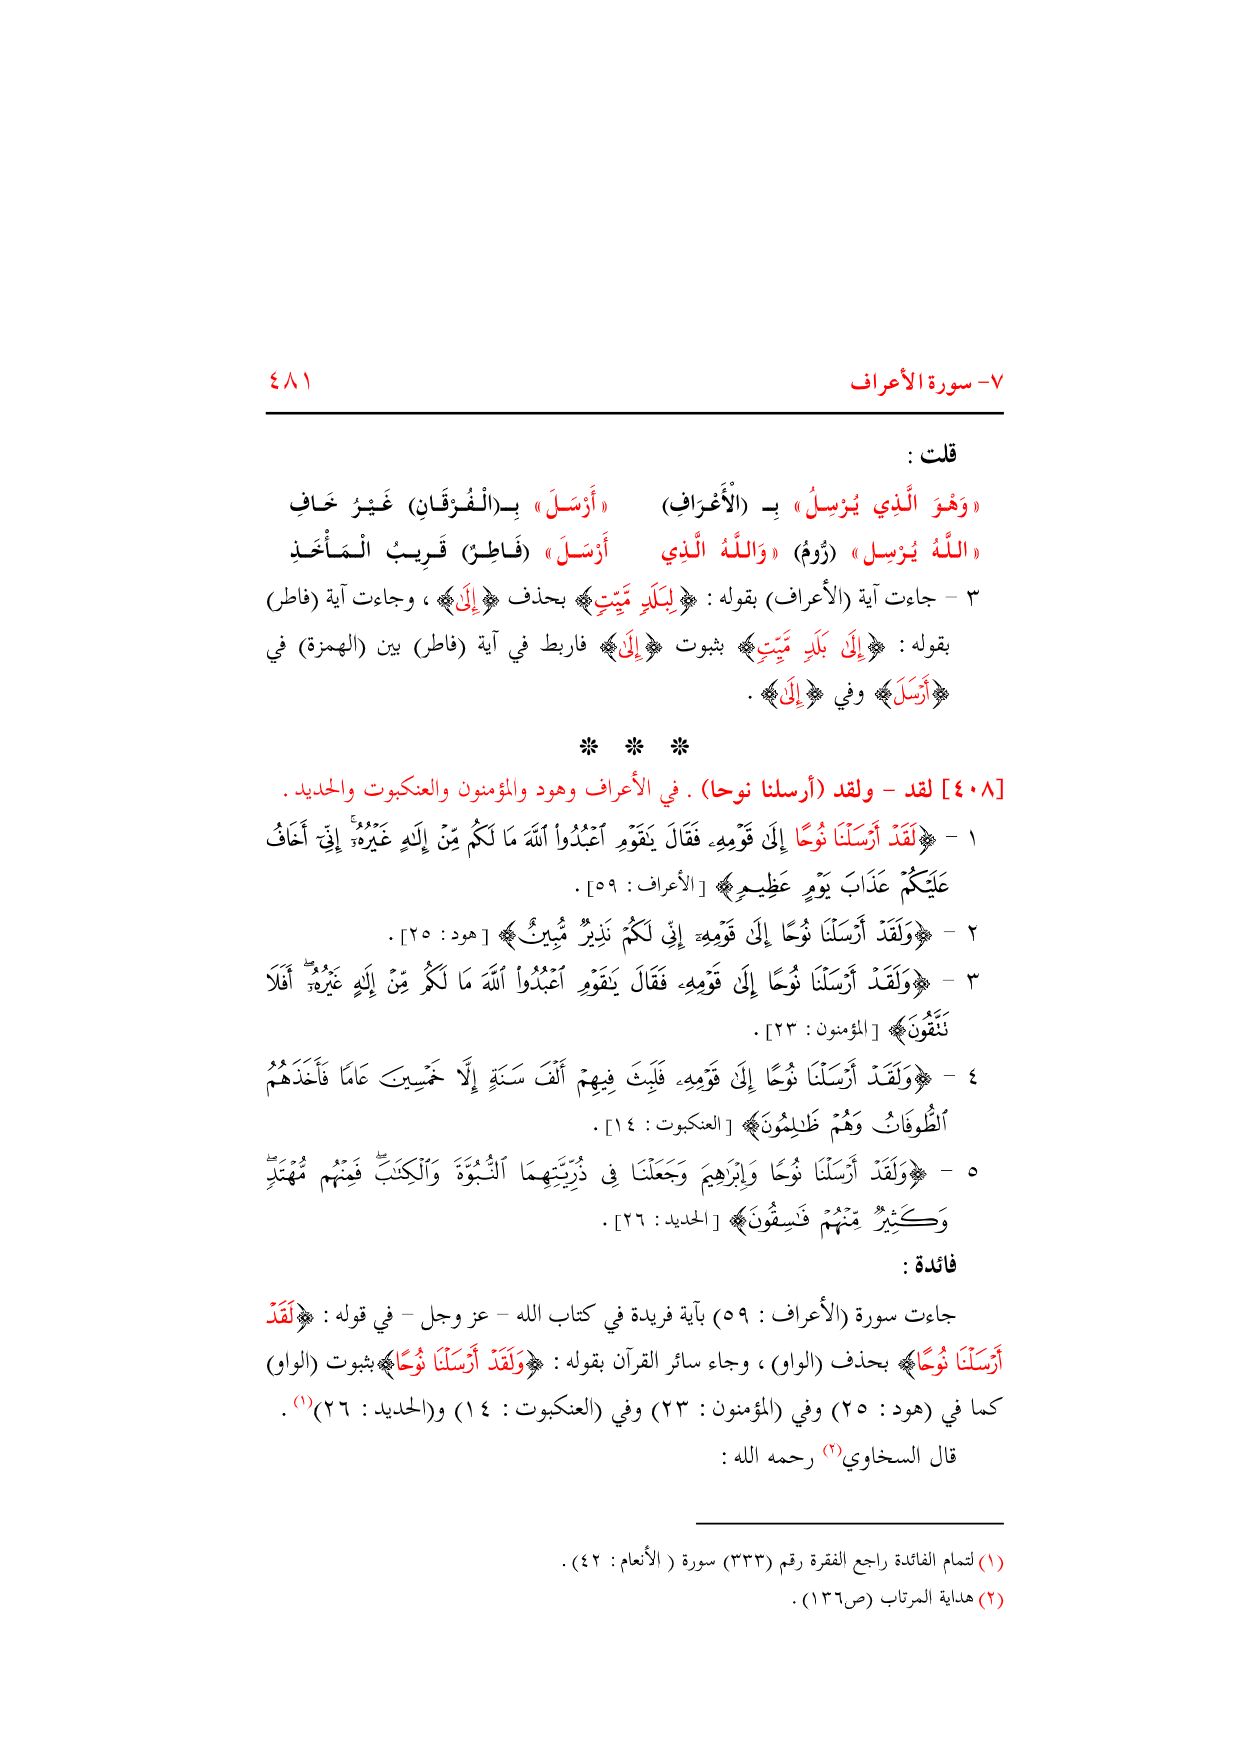 ٧- سورة الأعراف ٤٨١
قلت :
« وَهْوَ الَّذِي يُرْسِلُ » بِـ (الْأَعْرَافِ) « أَرْسَلَ » بِـ(الْفُرْقَانِ) غَيْرُ خَافِ
« اللَّهُ يُرْسِل » (رُّومُ) « وَاللَّهُ الَّذِي أَرْسَلَ » (فَاطِرٌ) قَرِيبُ الْمَأْخَذِ
٣ - جاءت آية (الأعراف) بقوله : ﴿لِبَلَدٍ مَّيِّتٍ﴾ بحذف ﴿إِلَىٰ﴾ ، وجاءت آية (فاطر)
بقوله : ﴿إِلَىٰ بَلَدٍ مَّيِّتٍ﴾ بثبوت ﴿إِلَىٰ﴾ فاربط في آية (فاطر) بين (الهمزة) في
﴿أَرْسَلَ﴾ وفي ﴿إِلَىٰ﴾ .
❊ ❊ ❊
[٤٠٨] لقد - ولقد (أرسلنا نوحا) . في الأعراف وهود والمؤمنون والعنكبوت والحديد .
١ - ﴿لَقَدْ أَرْسَلْنَا نُوحًا إِلَىٰ قَوْمِهِۦ فَقَالَ يَٰقَوْمِ ٱعْبُدُوا۟ ٱللَّهَ مَا لَكُم مِّنْ إِلَٰهٍ غَيْرُهُۥٓ ۚ إِنِّىٓ أَخَافُ
عَلَيْكُمْ عَذَابَ يَوْمٍ عَظِيمٍ﴾ [الأعراف : ٥٩] .
٢ - ﴿وَلَقَدْ أَرْسَلْنَا نُوحًا إِلَىٰ قَوْمِهِۦٓ إِنِّى لَكُمْ نَذِيرٌ مُّبِينٌ﴾ [هود : ٢٥] .
٣ - ﴿وَلَقَدْ أَرْسَلْنَا نُوحًا إِلَىٰ قَوْمِهِۦ فَقَالَ يَٰقَوْمِ ٱعْبُدُوا۟ ٱللَّهَ مَا لَكُم مِّنْ إِلَٰهٍ غَيْرُهُۥٓ ۖ أَفَلَا
تَتَّقُونَ﴾ [المؤمنون : ٢٣] .
٤ - ﴿وَلَقَدْ أَرْسَلْنَا نُوحًا إِلَىٰ قَوْمِهِۦ فَلَبِثَ فِيهِمْ أَلْفَ سَنَةٍ إِلَّا خَمْسِينَ عَامًا فَأَخَذَهُمُ
ٱلطُّوفَانُ وَهُمْ ظَٰلِمُونَ﴾ [العنكبوت : ١٤] .
٥ - ﴿وَلَقَدْ أَرْسَلْنَا نُوحًا وَإِبْرَٰهِيمَ وَجَعَلْنَا فِى ذُرِّيَّتِهِمَا ٱلنُّبُوَّةَ وَٱلْكِتَٰبَ ۖ فَمِنْهُم مُّهْتَدٍ ۖ
وَكَثِيرٌ مِّنْهُمْ فَٰسِقُونَ﴾ [الحديد : ٢٦] .
فائدة :
جاءت سورة (الأعراف : ٥٩) بآية فريدة في كتاب الله - عز وجل - في قوله : ﴿لَقَدْ
أَرْسَلْنَا نُوحًا﴾ بحذف (الواو) ، وجاء سائر القرآن بقوله : ﴿وَلَقَدْ أَرْسَلْنَا نُوحًا﴾بثبوت (الواو)
كما في (هود : ٢٥) وفي (المؤمنون : ٢٣) وفي (العنكبوت : ١٤) و(الحديد : ٢٦)(١) .
قال السخاوي(٢) رحمه الله :
(١) لتمام الفائدة راجع الفقرة رقم (٣٣٣) سورة ( الأنعام : ٤٢) .
(٢) هداية المرتاب (ص١٣٦) .